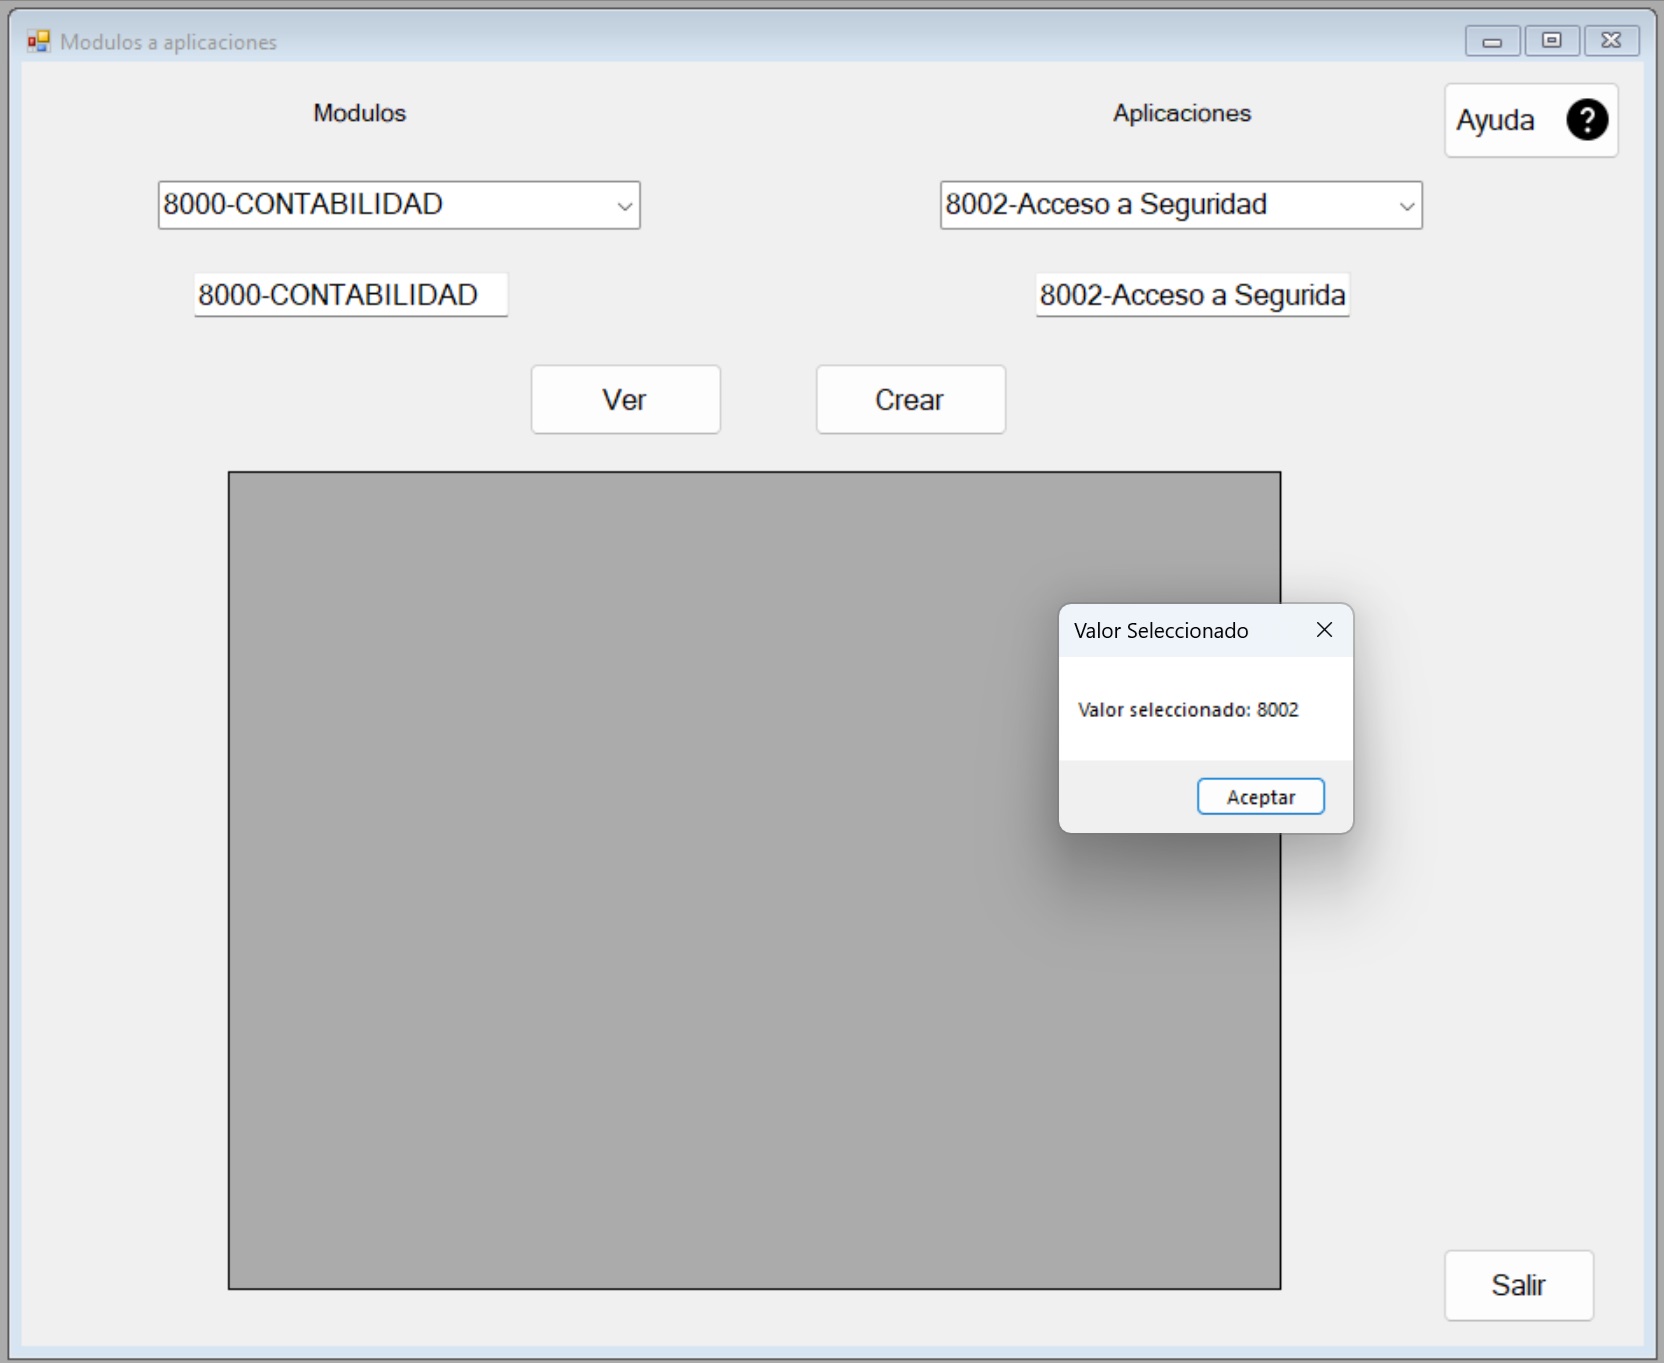 Modulos a aplicaciones
Modulos
Aplicaciones
Ayuda
8000-CONTABILIDAD
8002-Acceso a Seguridad
8000-CONTABILIDAD
8002-Acceso a Segurida
Ver
Crear
Valor Seleccionado
Valor seleccionado: 8002
Aceptar
Salir